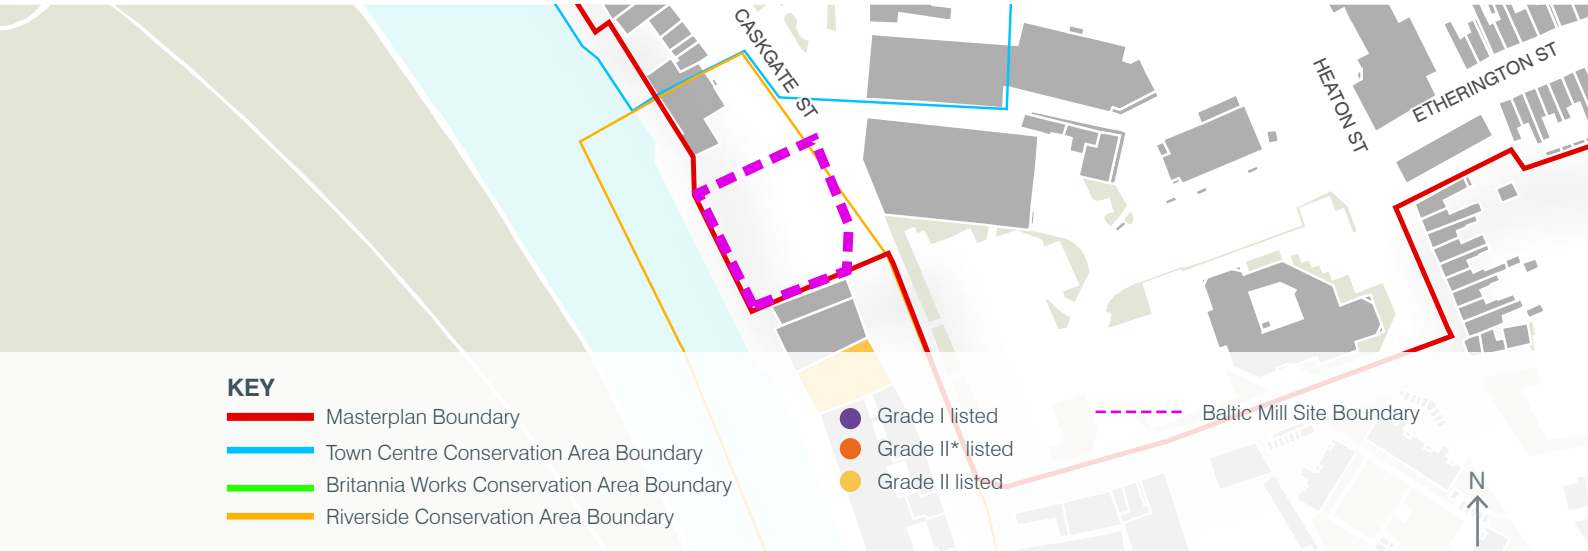 CASKGATE ST
HEATON ST
ETHERINGTON ST
KEY
Masterplan Boundary
Town Centre Conservation Area Boundary
Britannia Works Conservation Area Boundary
Riverside Conservation Area Boundary
Grade I listed
Grade II* listed
Grade II listed
Baltic Mill Site Boundary
N